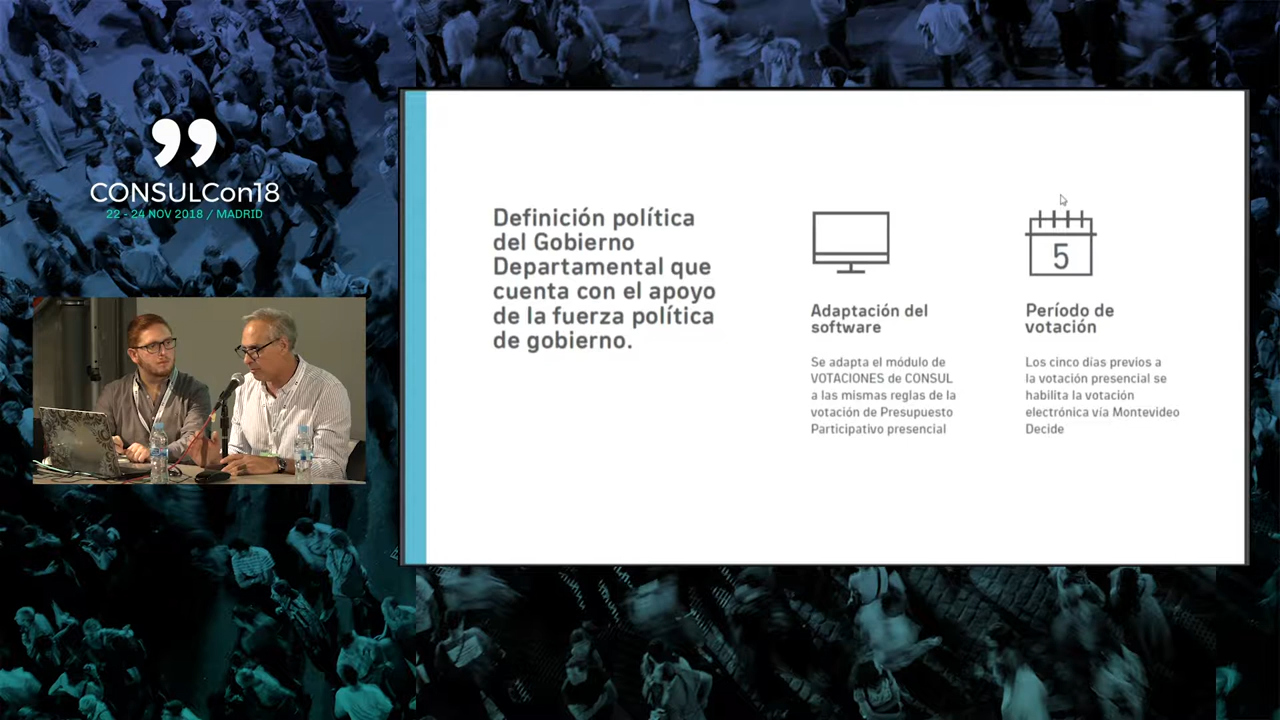 CONSULCon18
22 - 24 NOV 2018 / MADRID
Definición política
del Gobierno
Departamental que
cuenta con el apoyo
de la fuerza política
de gobierno.
Adaptación del
software
Se adapta el módulo de
VOTACIONES de CONSUL
a las mismas reglas de la
votación de Presupuesto
Participativo presencial
5
Período de
votación
Los cinco días previos a
la votación presencial se
habilita la votación
electrónica vía Montevideo
Decide